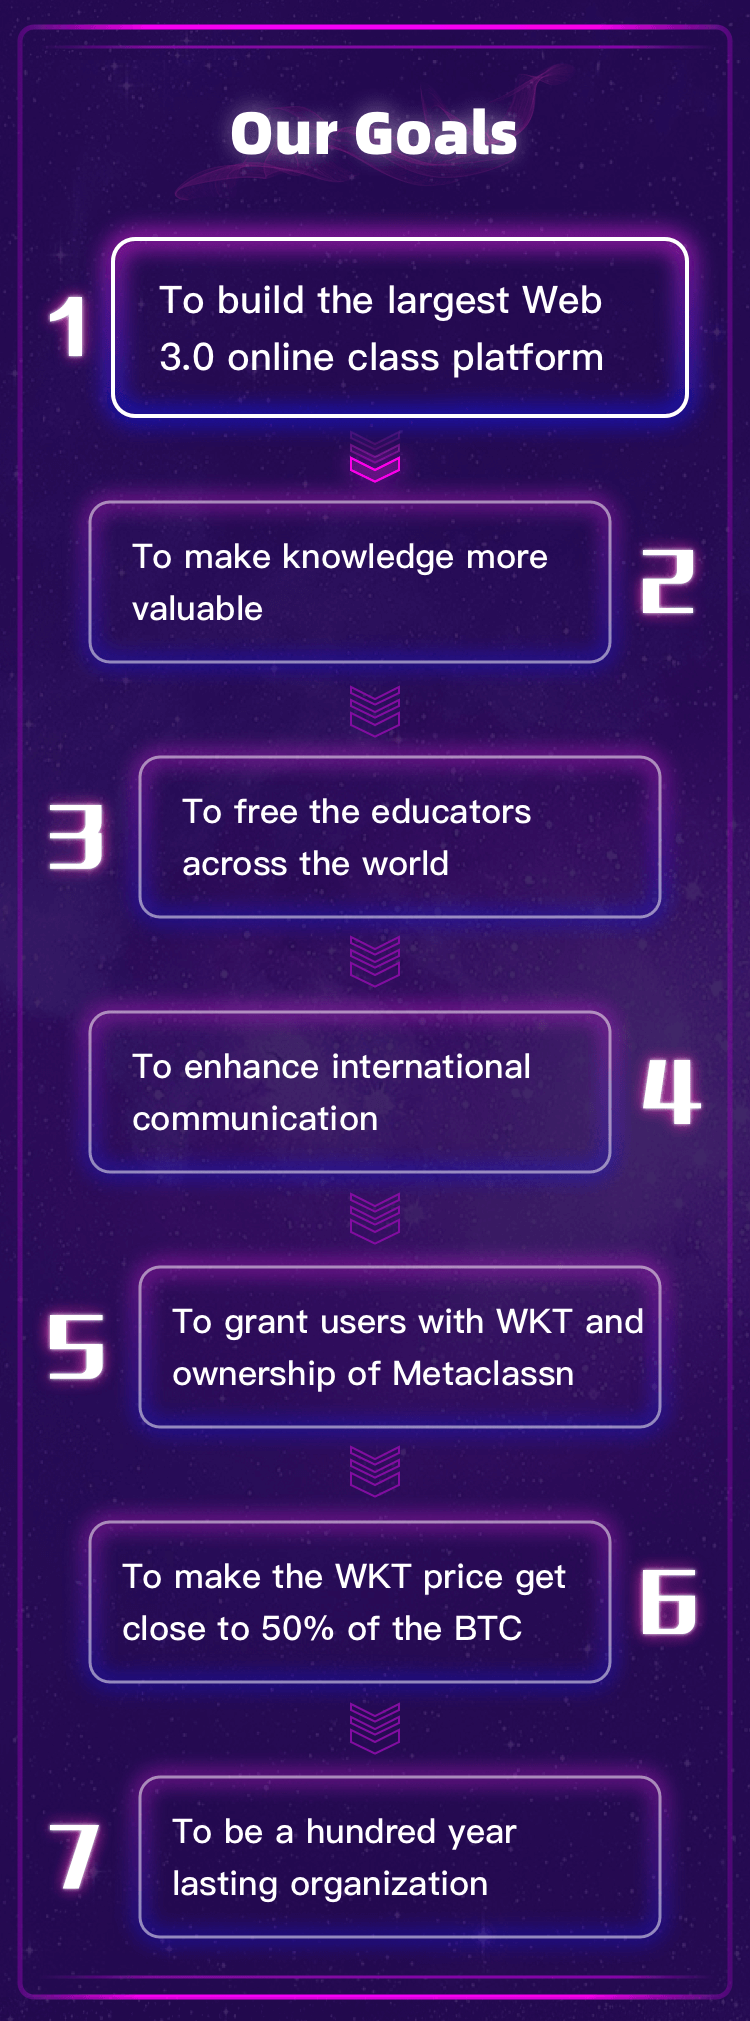 Our Goals
1
To build the largest Web
3.0 online class platform
To make knowledge more
valuable
2
3
To free the educators
across the world
To enhance international
communication
4
5
To grant users with WKT and
ownership of Metaclassn
To make the WKT price get
close to 50% of the BTC
6
7
To be a hundred year
lasting organization